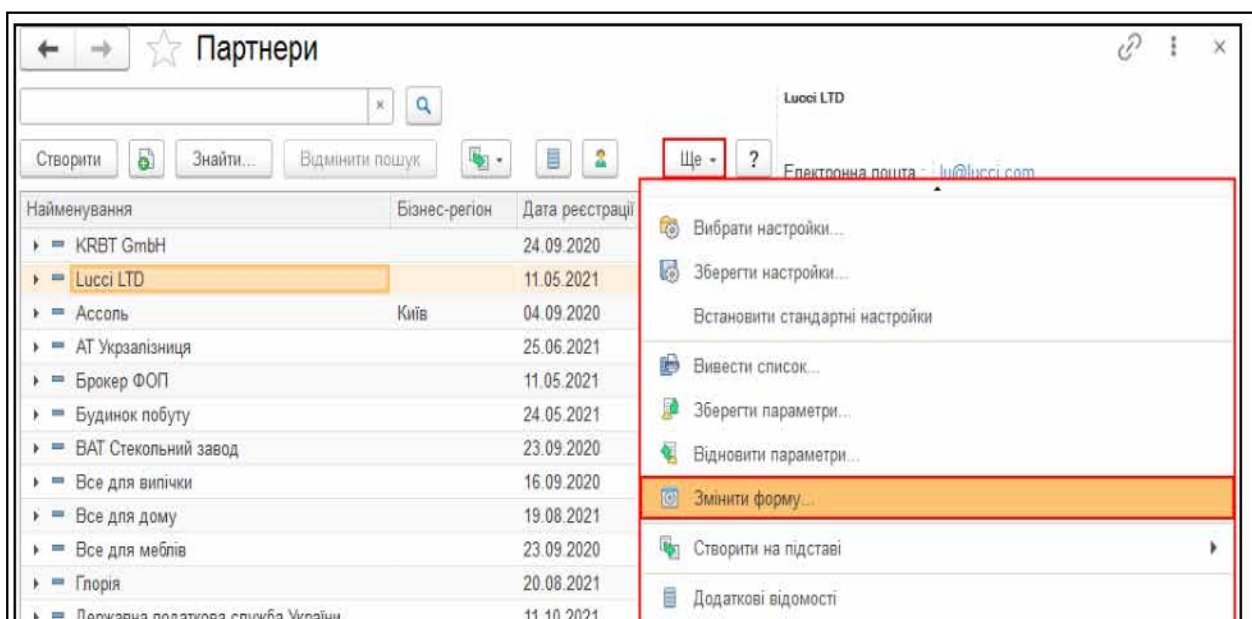 Партнери
Lucci LTD
Створити Знайти... Відмінити пошук Ще ?
Електронна пошта : lu@lucci.com
Найменування Бізнес-регіон Дата реєстрації
KRBT GmbH 24.09.2020
Lucci LTD 11.05.2021
Ассоль Київ 04.09.2020
АТ Укрзалізниця 25.06.2021
Брокер ФОП 11.05.2021
Будинок побуту 24.05.2021
ВАТ Стекольний завод 23.09.2020
Все для випічки 16.09.2020
Все для дому 19.08.2021
Все для меблів 23.09.2020
Глорія 20.08.2021
Державна податкова служба України 11.10.2021
Вибрати настройки...
Зберегти настройки...
Встановити стандартні настройки
Вивести список...
Зберегти параметри...
Відновити параметри...
Змінити форму...
Створити на підставі
Додаткові відомості